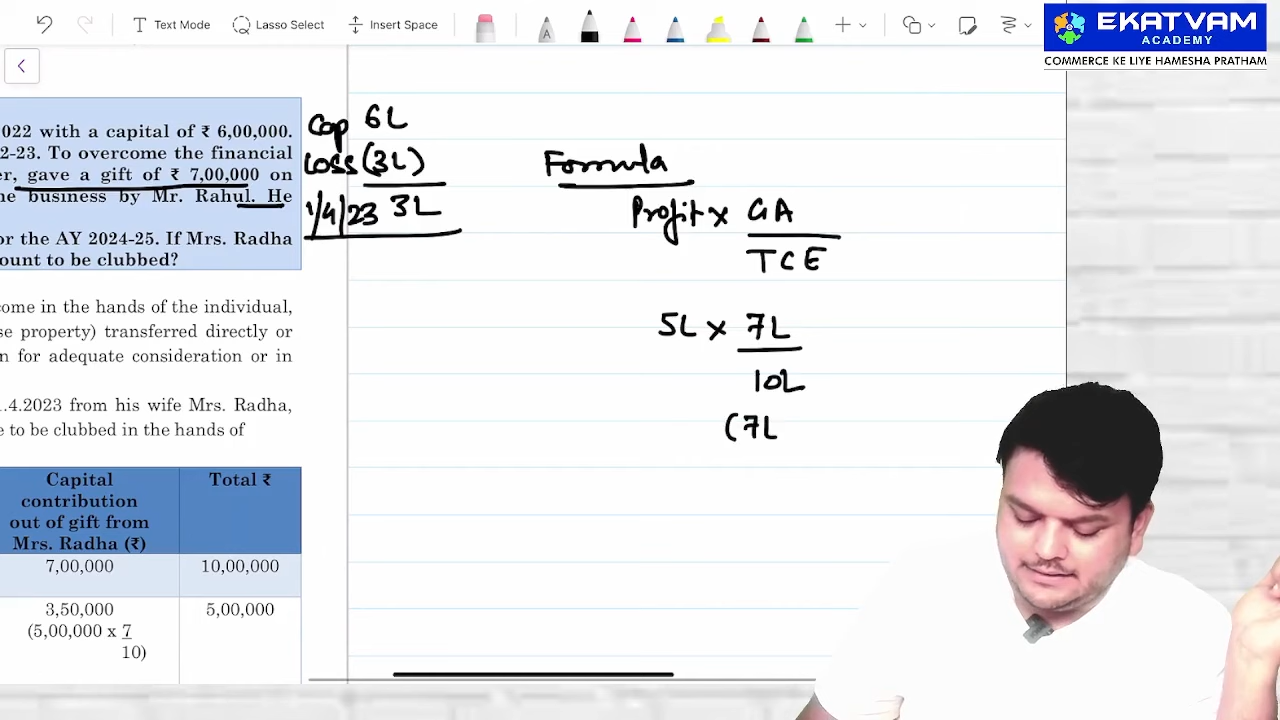 Text Mode
Lasso Select
Insert Space
A
EKATVAM
ACADEMY
COMMERCE KE LIYE HAMESHA PRATHAM
022 with a capital of ₹ 6,00,000.
2-23. To overcome the financial
er, gave a gift of ₹ 7,00,000 on
ne business by Mr. Rahul. He
or the AY 2024-25. If Mrs. Radha
ount to be clubbed?
come in the hands of the individual,
se property) transferred directly or
n for adequate consideration or in
1.4.2023 from his wife Mrs. Radha,
e to be clubbed in the hands of
Capital
contribution
out of gift from
Mrs. Radha (₹)
Total ₹
7,00,000
10,00,000
3,50,000
5,00,000
(5,00,000 x 7
10)
Cap 6L
Loss (3L)
1/4/23 3L
Formula
Profit x GA
TCE
5L x 7L
10L
(7L